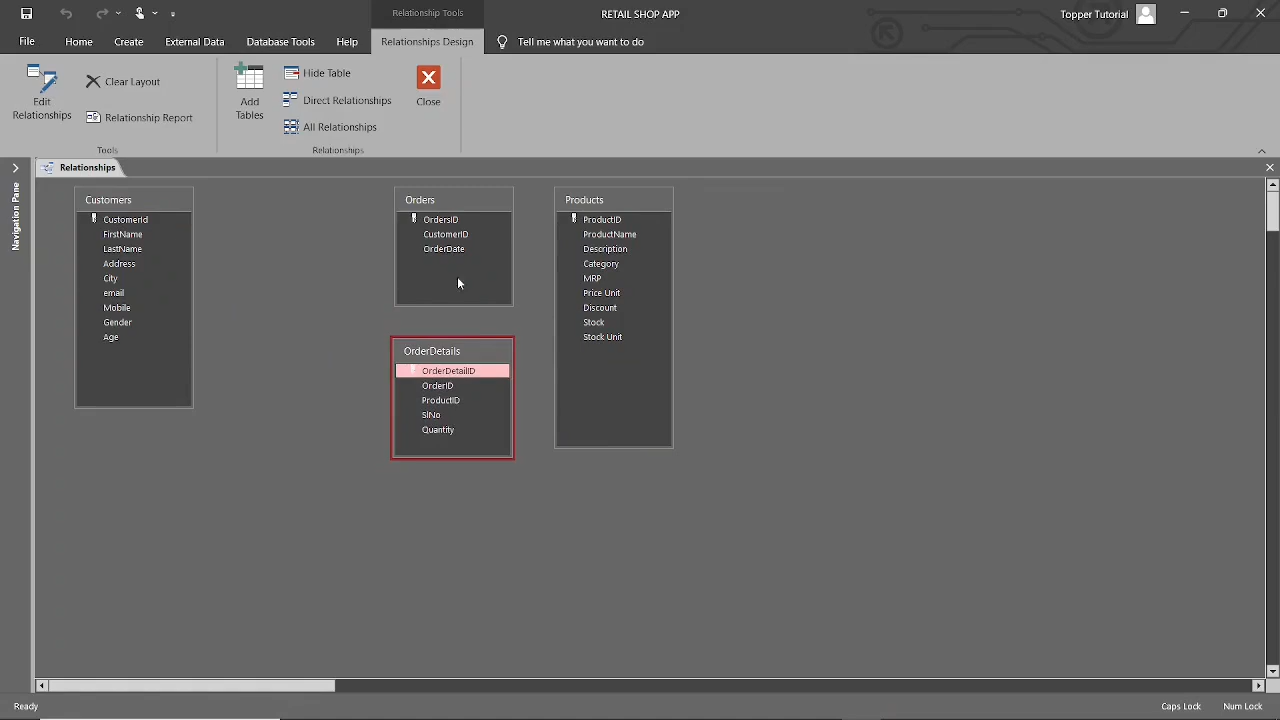 Relationship Tools
RETAIL SHOP APP
Topper Tutorial
File
Home
Create
External Data
Database Tools
Help
Relationships Design
Tell me what you want to do
Edit
Relationships
Clear Layout
Relationship Report
Tools
Add
Tables
Hide Table
Direct Relationships
All Relationships
Close
Relationships
Navigation Pane
Relationships
Customers
CustomerId
FirstName
LastName
Address
City
email
Mobile
Gender
Age
Orders
OrdersID
CustomerID
OrderDate
OrderDetails
OrderDetailID
OrderID
ProductID
SlNo
Quantity
Products
ProductID
ProductName
Description
Category
MRP
Price Unit
Discount
Stock
Stock Unit
Ready
Caps Lock
Num Lock